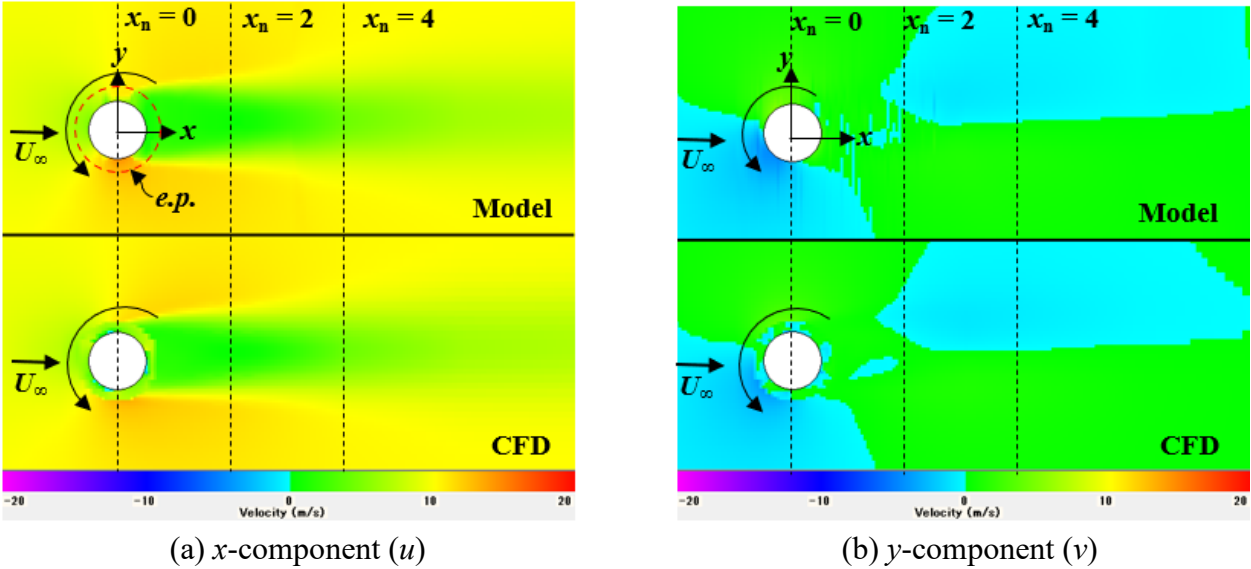 xn = 0
xn = 2
xn = 4
y
x
U∞
e.p.
Model
U∞
CFD
-20
-10
0
10
20
Velocity (m/s)
(a) x-component (u)
xn = 0
xn = 2
xn = 4
y
x
U∞
Model
U∞
CFD
-20
-10
0
10
20
Velocity (m/s)
(b) y-component (v)